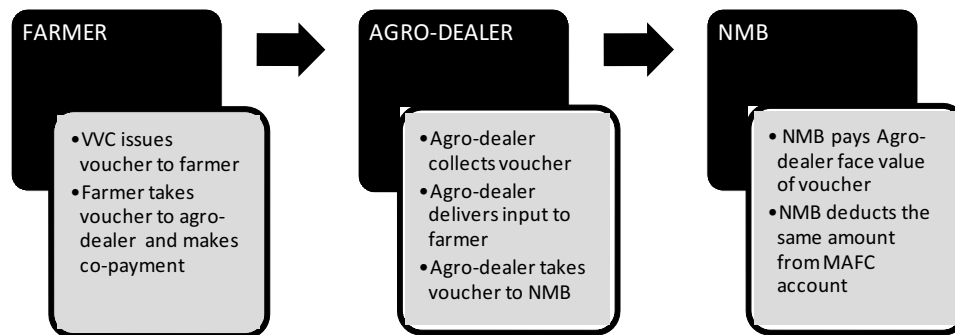 FARMER
•VVC issues
voucher to farmer
•Farmer takes
voucher to agro-
dealer and makes
co-payment
AGRO-DEALER
•Agro-dealer
collects voucher
•Agro-dealer
delivers input to
farmer
•Agro-dealer takes
voucher to NMB
NMB
•NMB pays Agro-
dealer face value
of voucher
•NMB deducts the
same amount
from MAFC
account